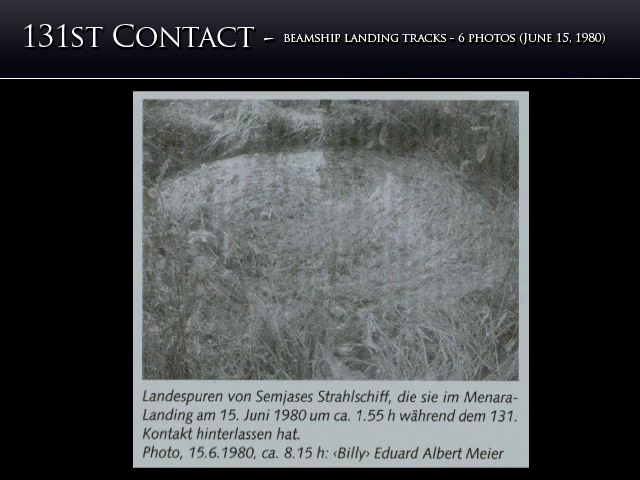 131st Contact – beamship landing tracks - 6 photos (June 15, 1980)
Landespuren von Semjases Strahlschiff, die sie im Menara-
Landing am 15. Juni 1980 um ca. 1.55 h während dem 131.
Kontakt hinterlassen hat.
Photo, 15.6.1980, ca. 8.15 h: ‹Billy› Eduard Albert Meier